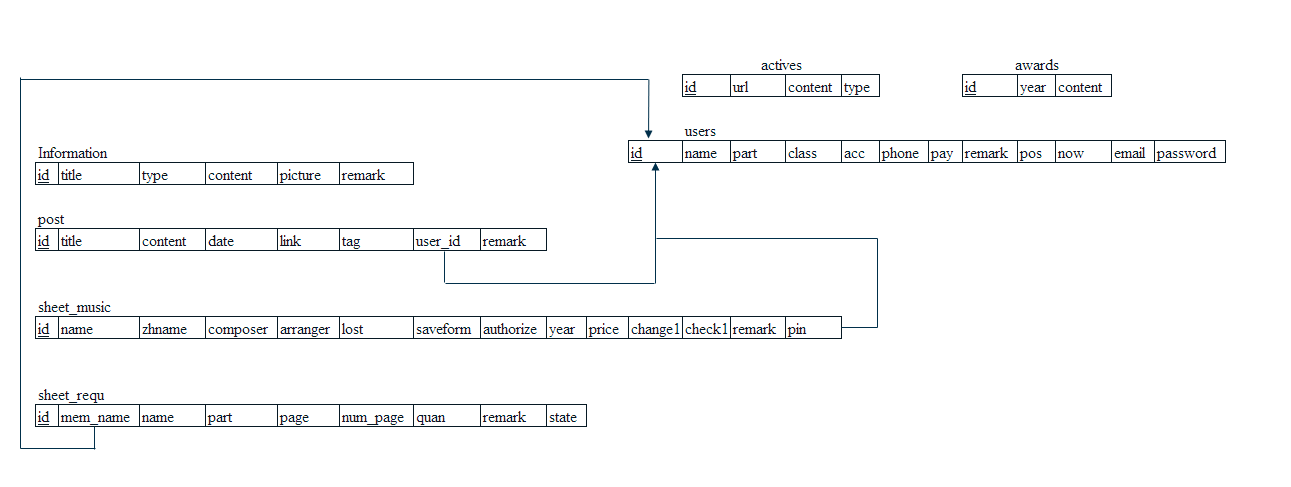 actives
id url content type
awards
id year content
users
id name part class acc phone pay remark pos now email password
Information
id title type content picture remark
post
id title content date link tag user_id remark
sheet_music
id name zhname composer arranger lost saveform authorize year price change1 check1 remark pin
sheet_requ
id mem_name name part page num_page quan remark state